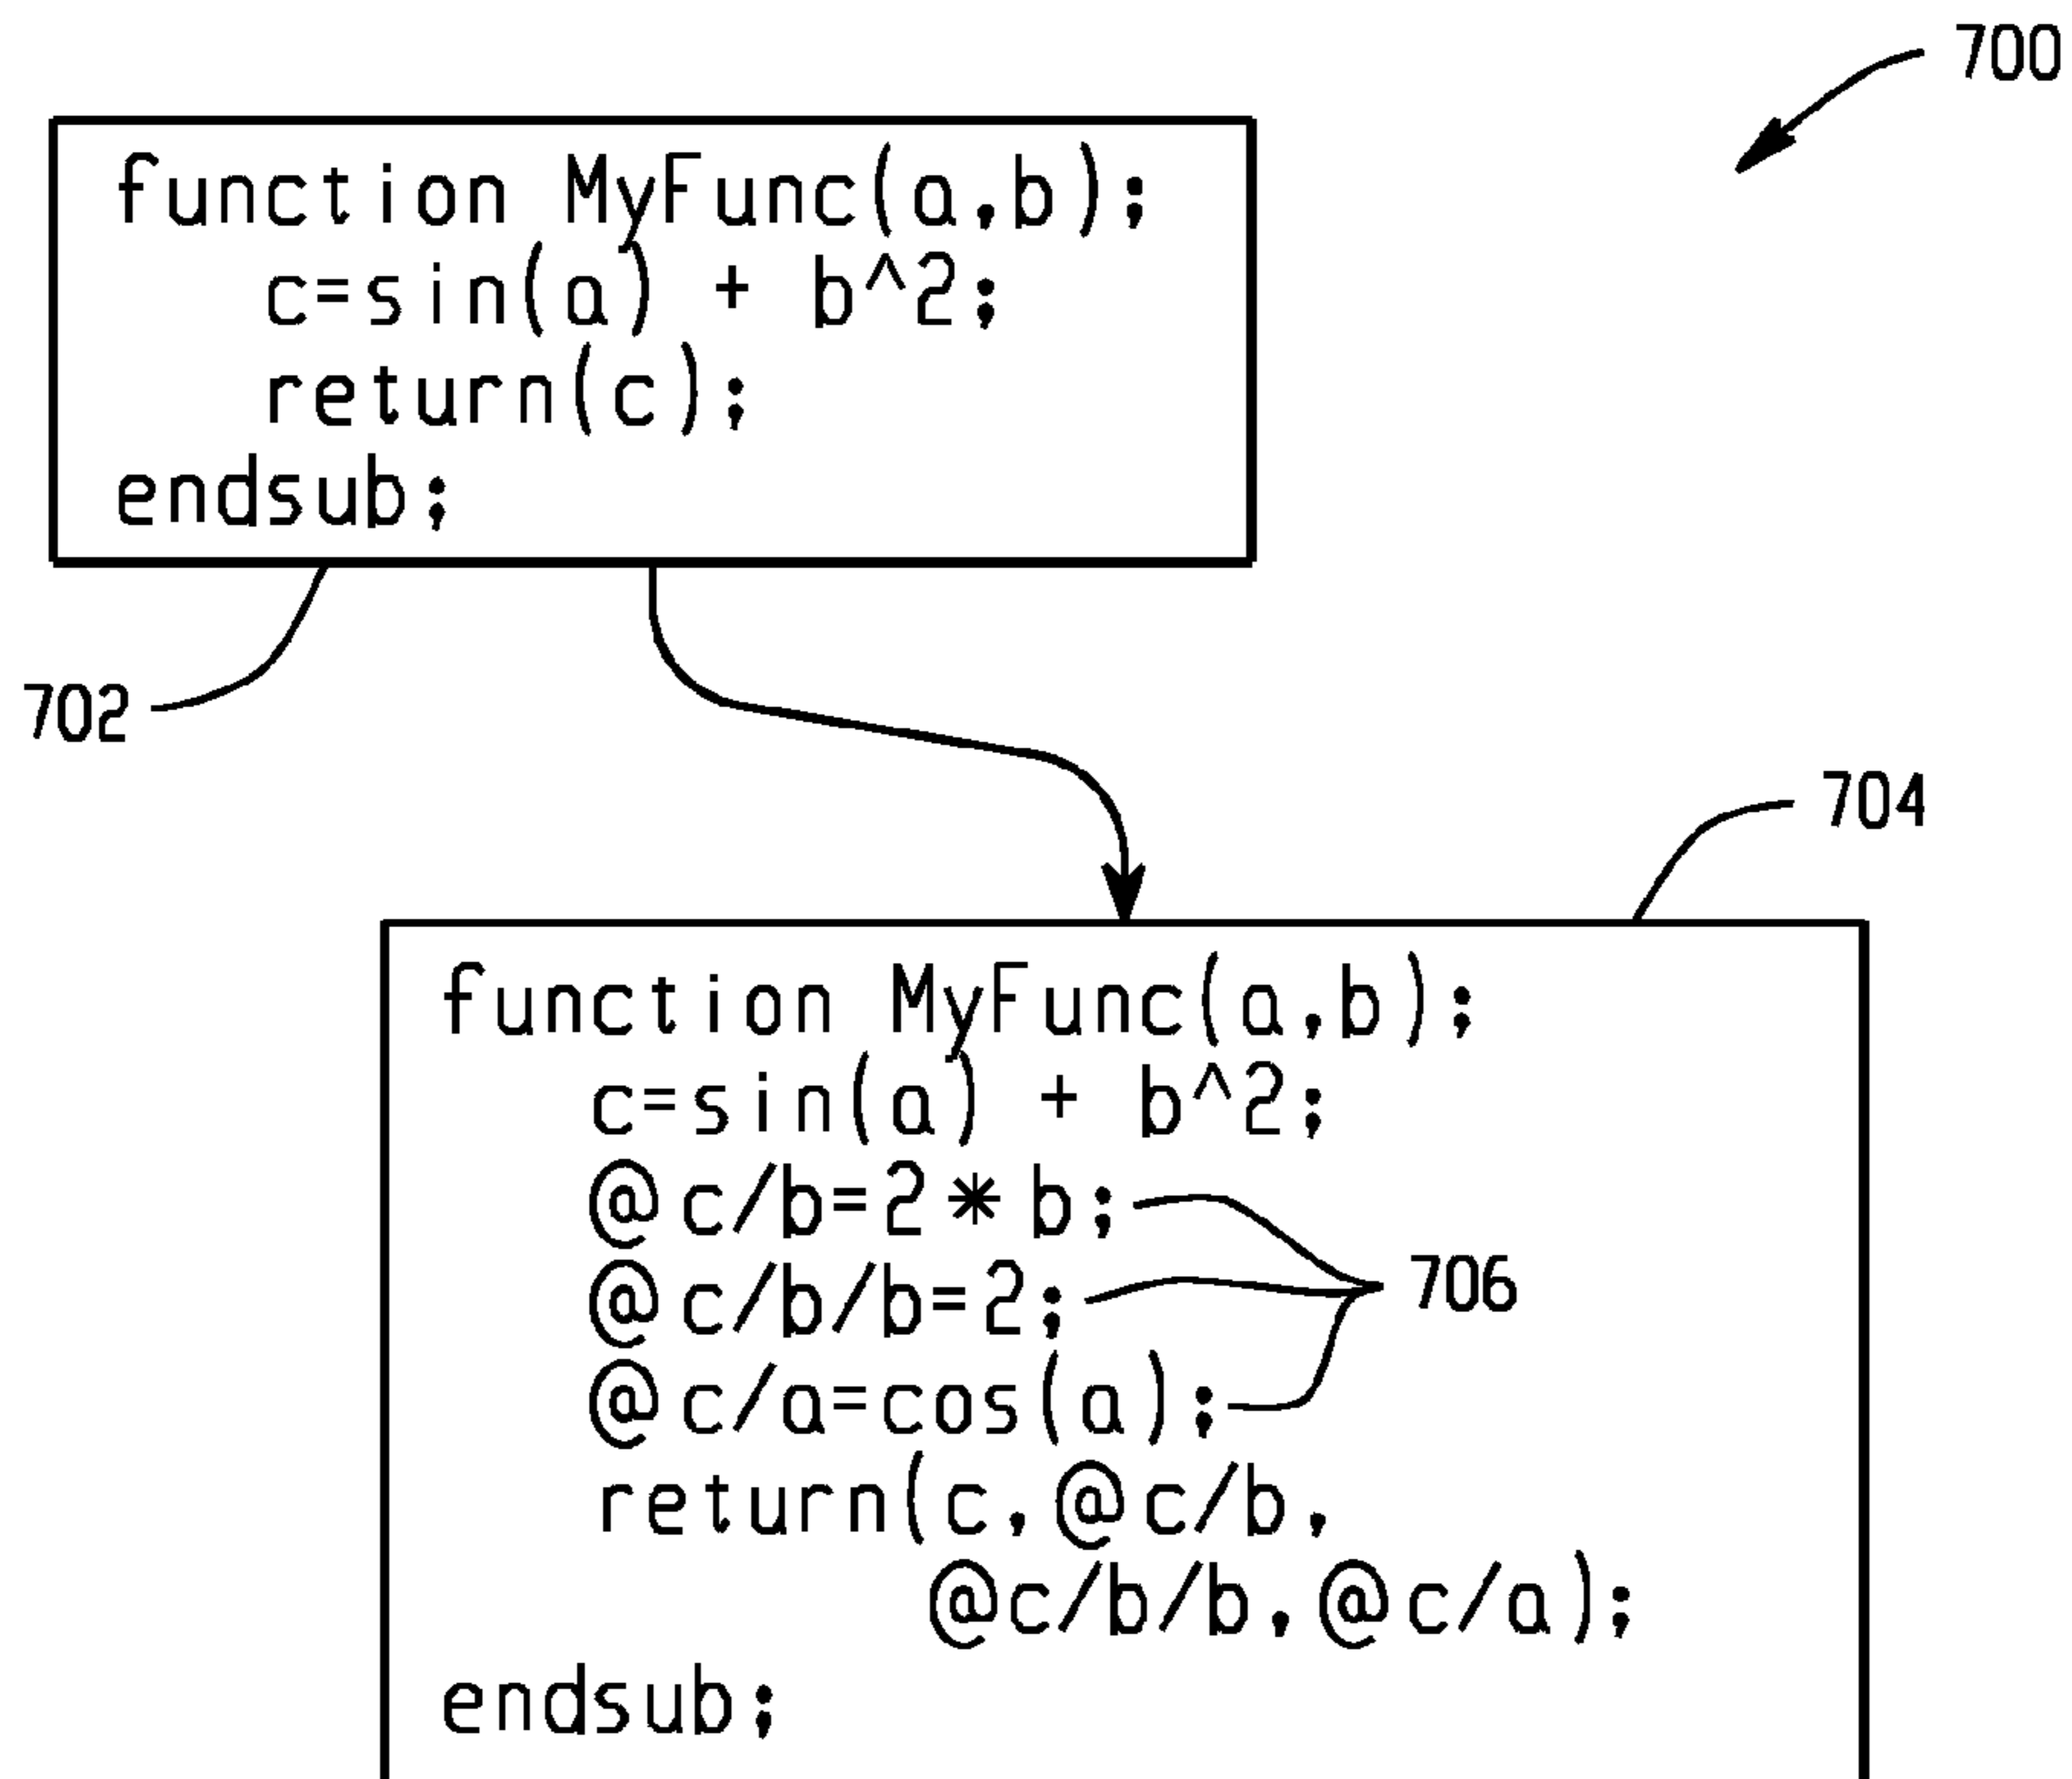 700
function MyFunc(a,b);
c=sin(a) + b^2;
return(c);
endsub;
702
704
function MyFunc(a,b);
c=sin(a) + b^2;
@c/b=2*b;
@c/b/b=2;
@c/a=cos(a);
706
return(c,@c/b,
@c/b/b,@c/a);
endsub;